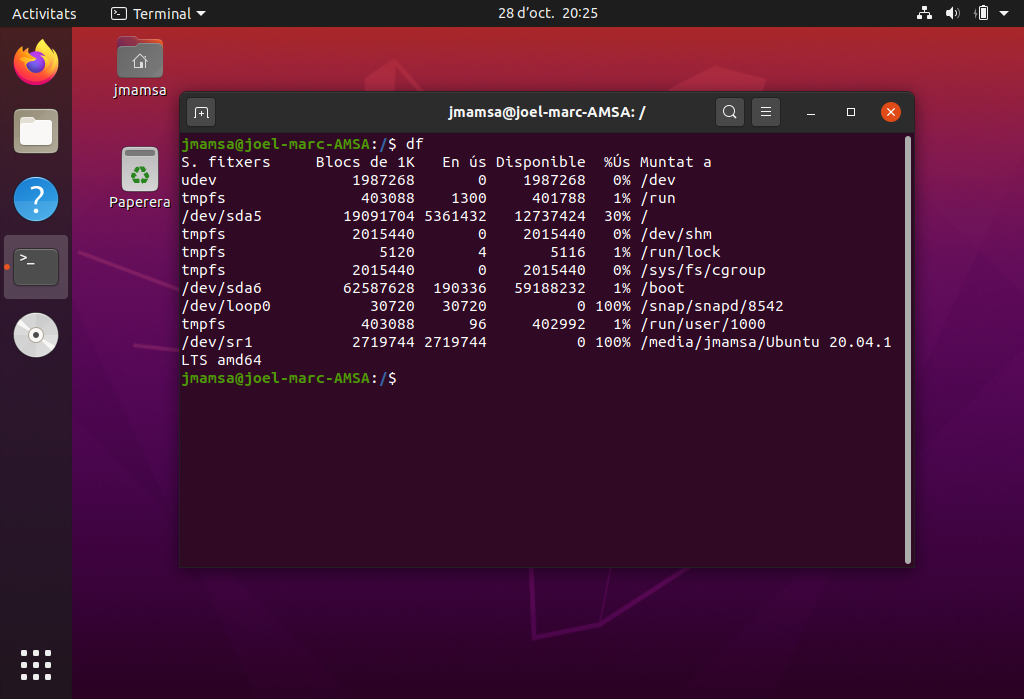 Activitats Terminal 28 d'oct. 20:25
jmamsa
Paperera
jmamsa@joel-marc-AMSA: /
jmamsa@joel-marc-AMSA:/$ df
S. fitxers     Blocs de 1K   En ús Disponible  %Ús Muntat a
udev               1987268       0    1987268   0% /dev
tmpfs               403088    1300     401788   1% /run
/dev/sda5         19091704 5361432   12737424  30% /
tmpfs              2015440       0    2015440   0% /dev/shm
tmpfs                 5120       4       5116   1% /run/lock
tmpfs              2015440       0    2015440   0% /sys/fs/cgroup
/dev/sda6         62587628  190336   59188232   1% /boot
/dev/loop0           30720   30720          0 100% /snap/snapd/8542
tmpfs               403088      96     402992   1% /run/user/1000
/dev/sr1           2719744 2719744          0 100% /media/jmamsa/Ubuntu 20.04.1
LTS amd64
jmamsa@joel-marc-AMSA:/$